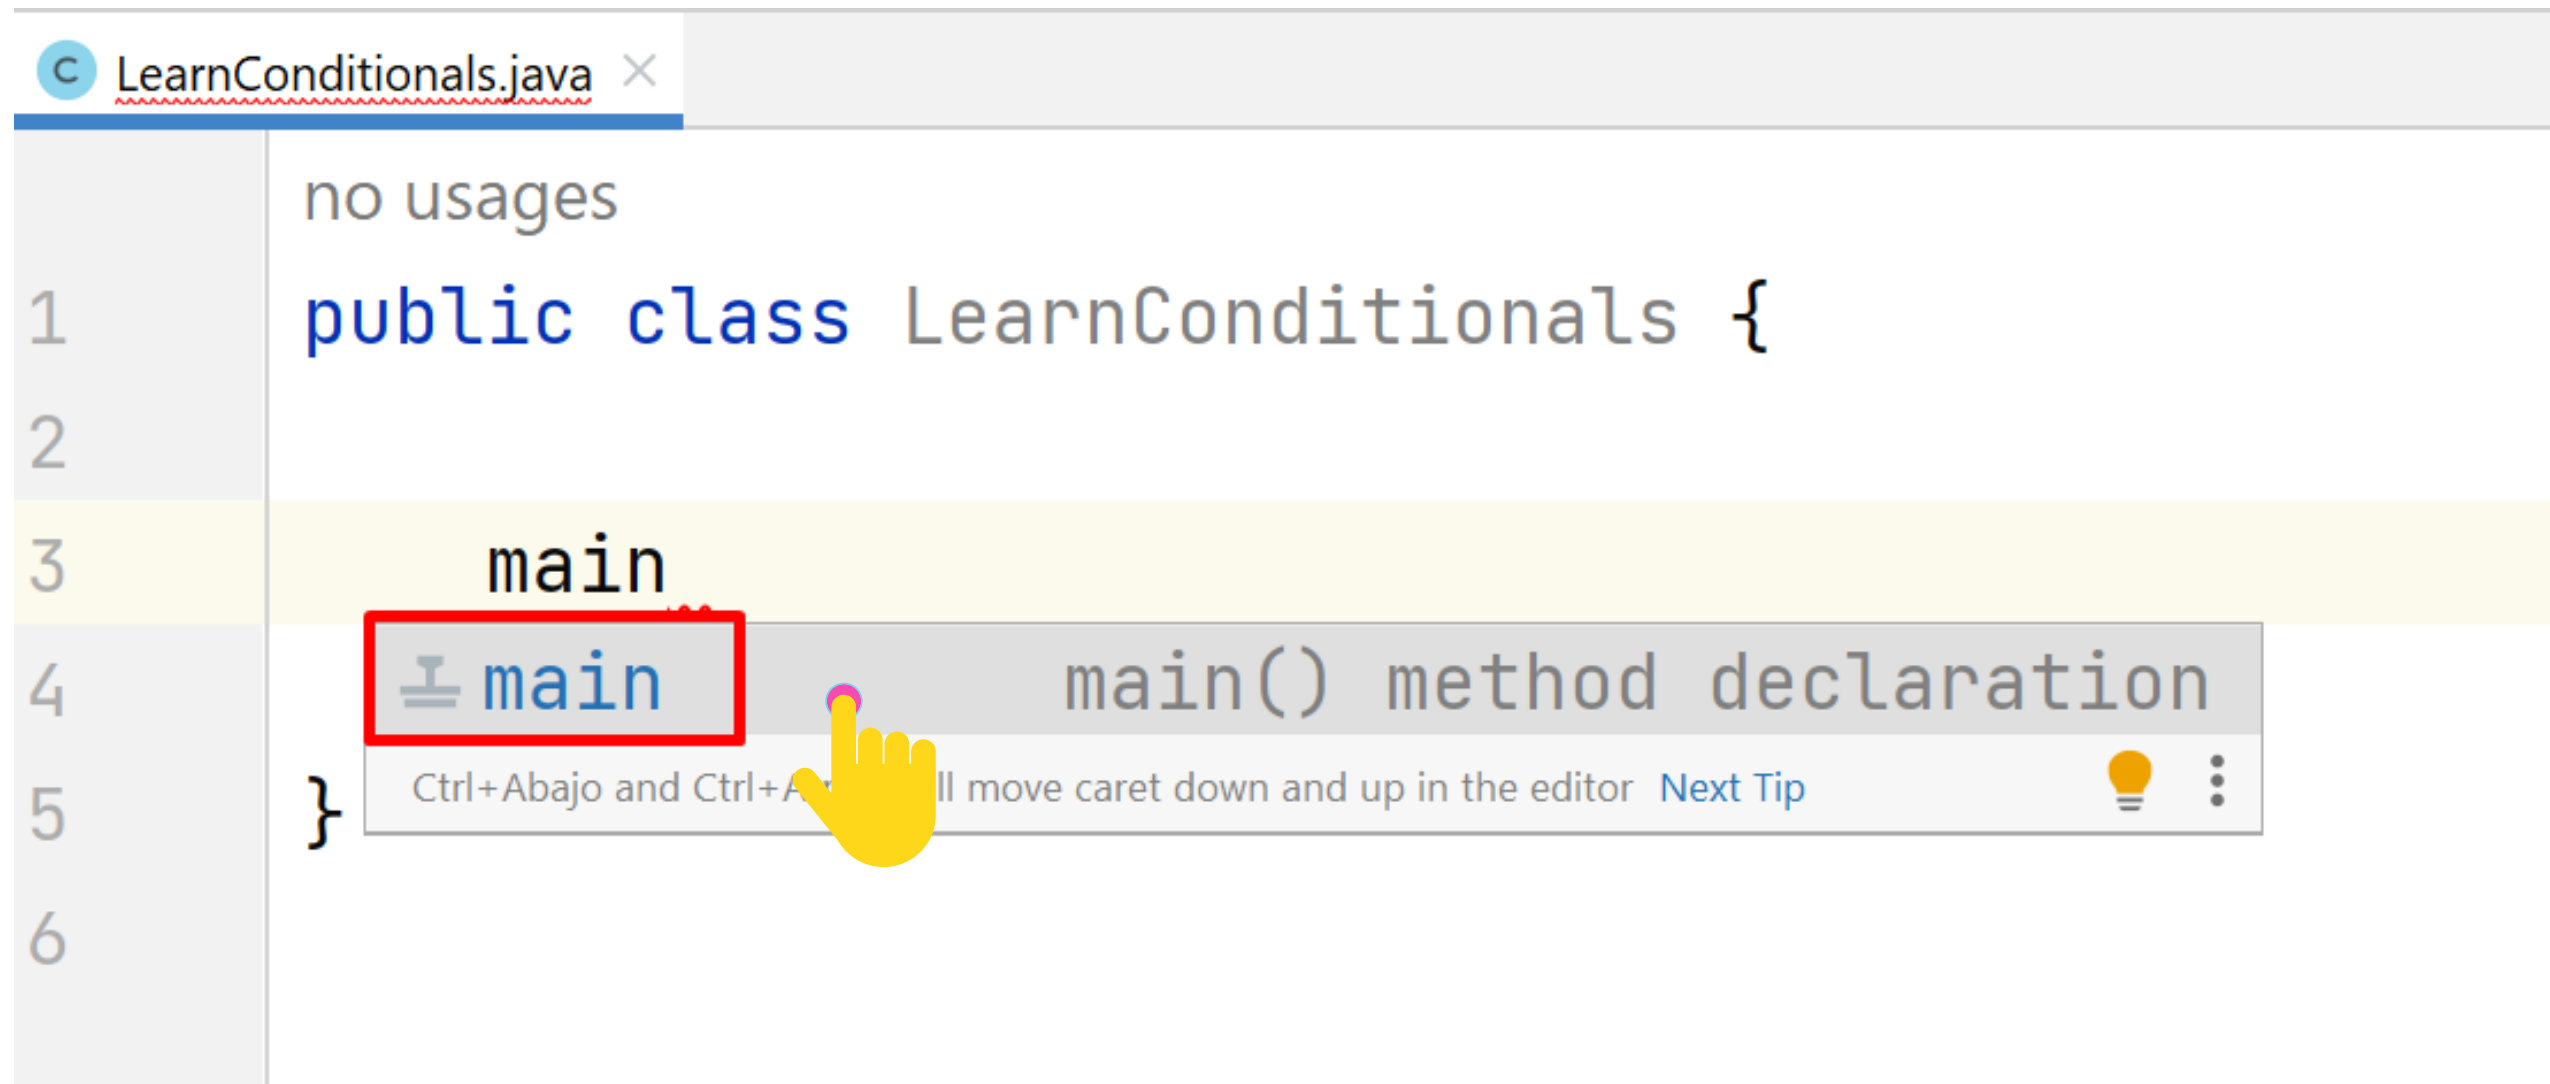 C LearnConditionals.java
no usages
1 public class LearnConditionals {
2
3 main
4 main main() method declaration
5 } Ctrl+Abajo and Ctrl+ move caret down and up in the editor Next Tip
6